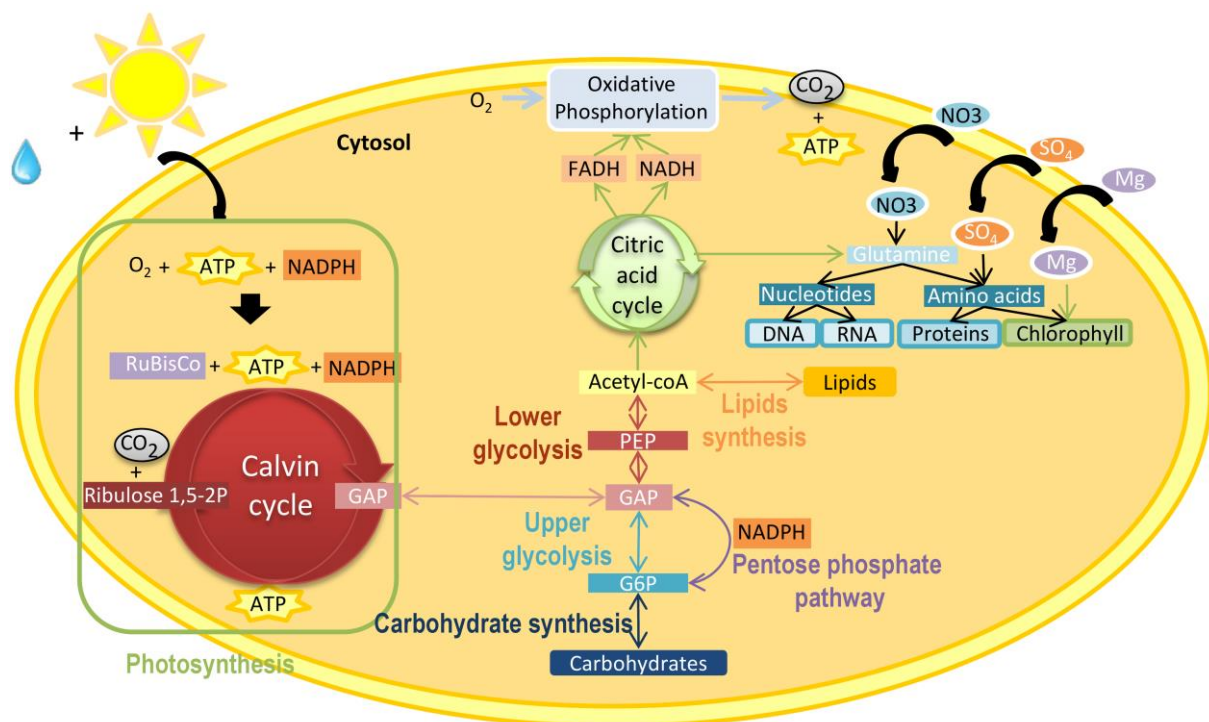 Oxidative
Phosphorylation
O2
CO2
+
ATP
NO3
SO4
Mg
Cytosol
+
FADH
NADH
NO3
SO4
Mg
Citric
acid
cycle
Glutamine
Nucleotides
Amino acids
DNA
RNA
Proteins
Chlorophyll
O2 + ATP + NADPH
RuBisCo + ATP + NADPH
CO2
+
Ribulose 1,5-2P
Calvin
cycle
GAP
ATP
Photosynthesis
Acetyl-coA
Lipids
Lipids
synthesis
Lower
glycolysis
PEP
GAP
Upper
glycolysis
NADPH
Pentose phosphate
pathway
G6P
Carbohydrate synthesis
Carbohydrates